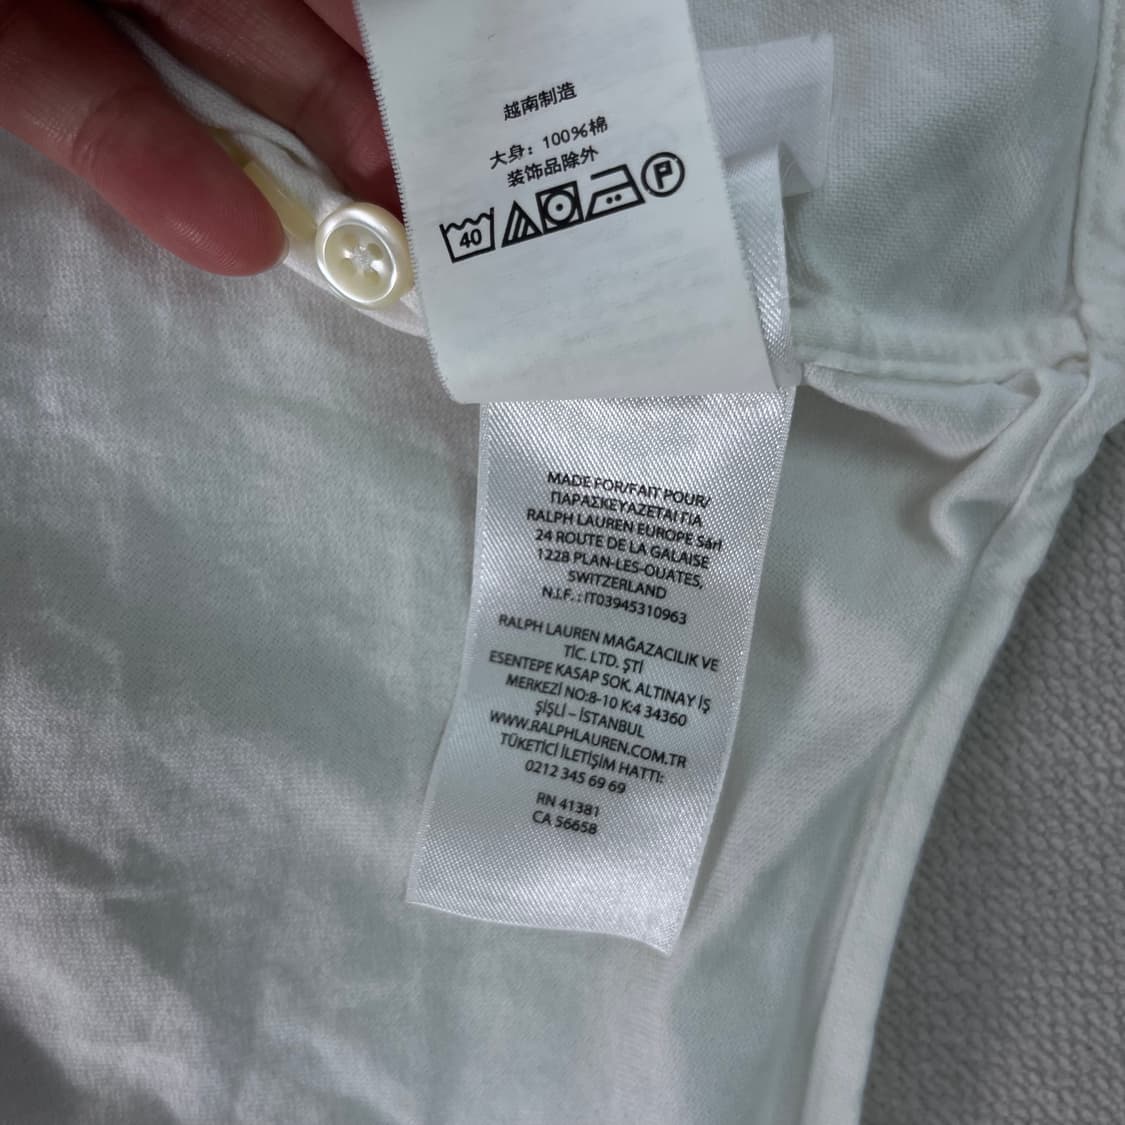 越南制造
大身：100%棉
装饰品除外
40 P
MADE FOR/FAIT POUR/
ΠΑΡΑΣΚΕΥΑΖΕΤΑΙ ΓΙΑ
RALPH LAUREN EUROPE Sàrl
24 ROUTE DE LA GALAISE
1228 PLAN-LES-OUATES,
SWITZERLAND
N.I.F. : IT03945310963
RALPH LAUREN MAĞAZACILIK VE
TİC. LTD. ŞTİ
ESENTEPE KASAP SOK. ALTINAY İŞ
MERKEZİ NO:8-10 K:4 34360
ŞİŞLİ – İSTANBUL
WWW.RALPHLAUREN.COM.TR
TÜKETİCİ İLETİŞİM HATTI:
0212 345 69 69
RN 41381
CA 56658